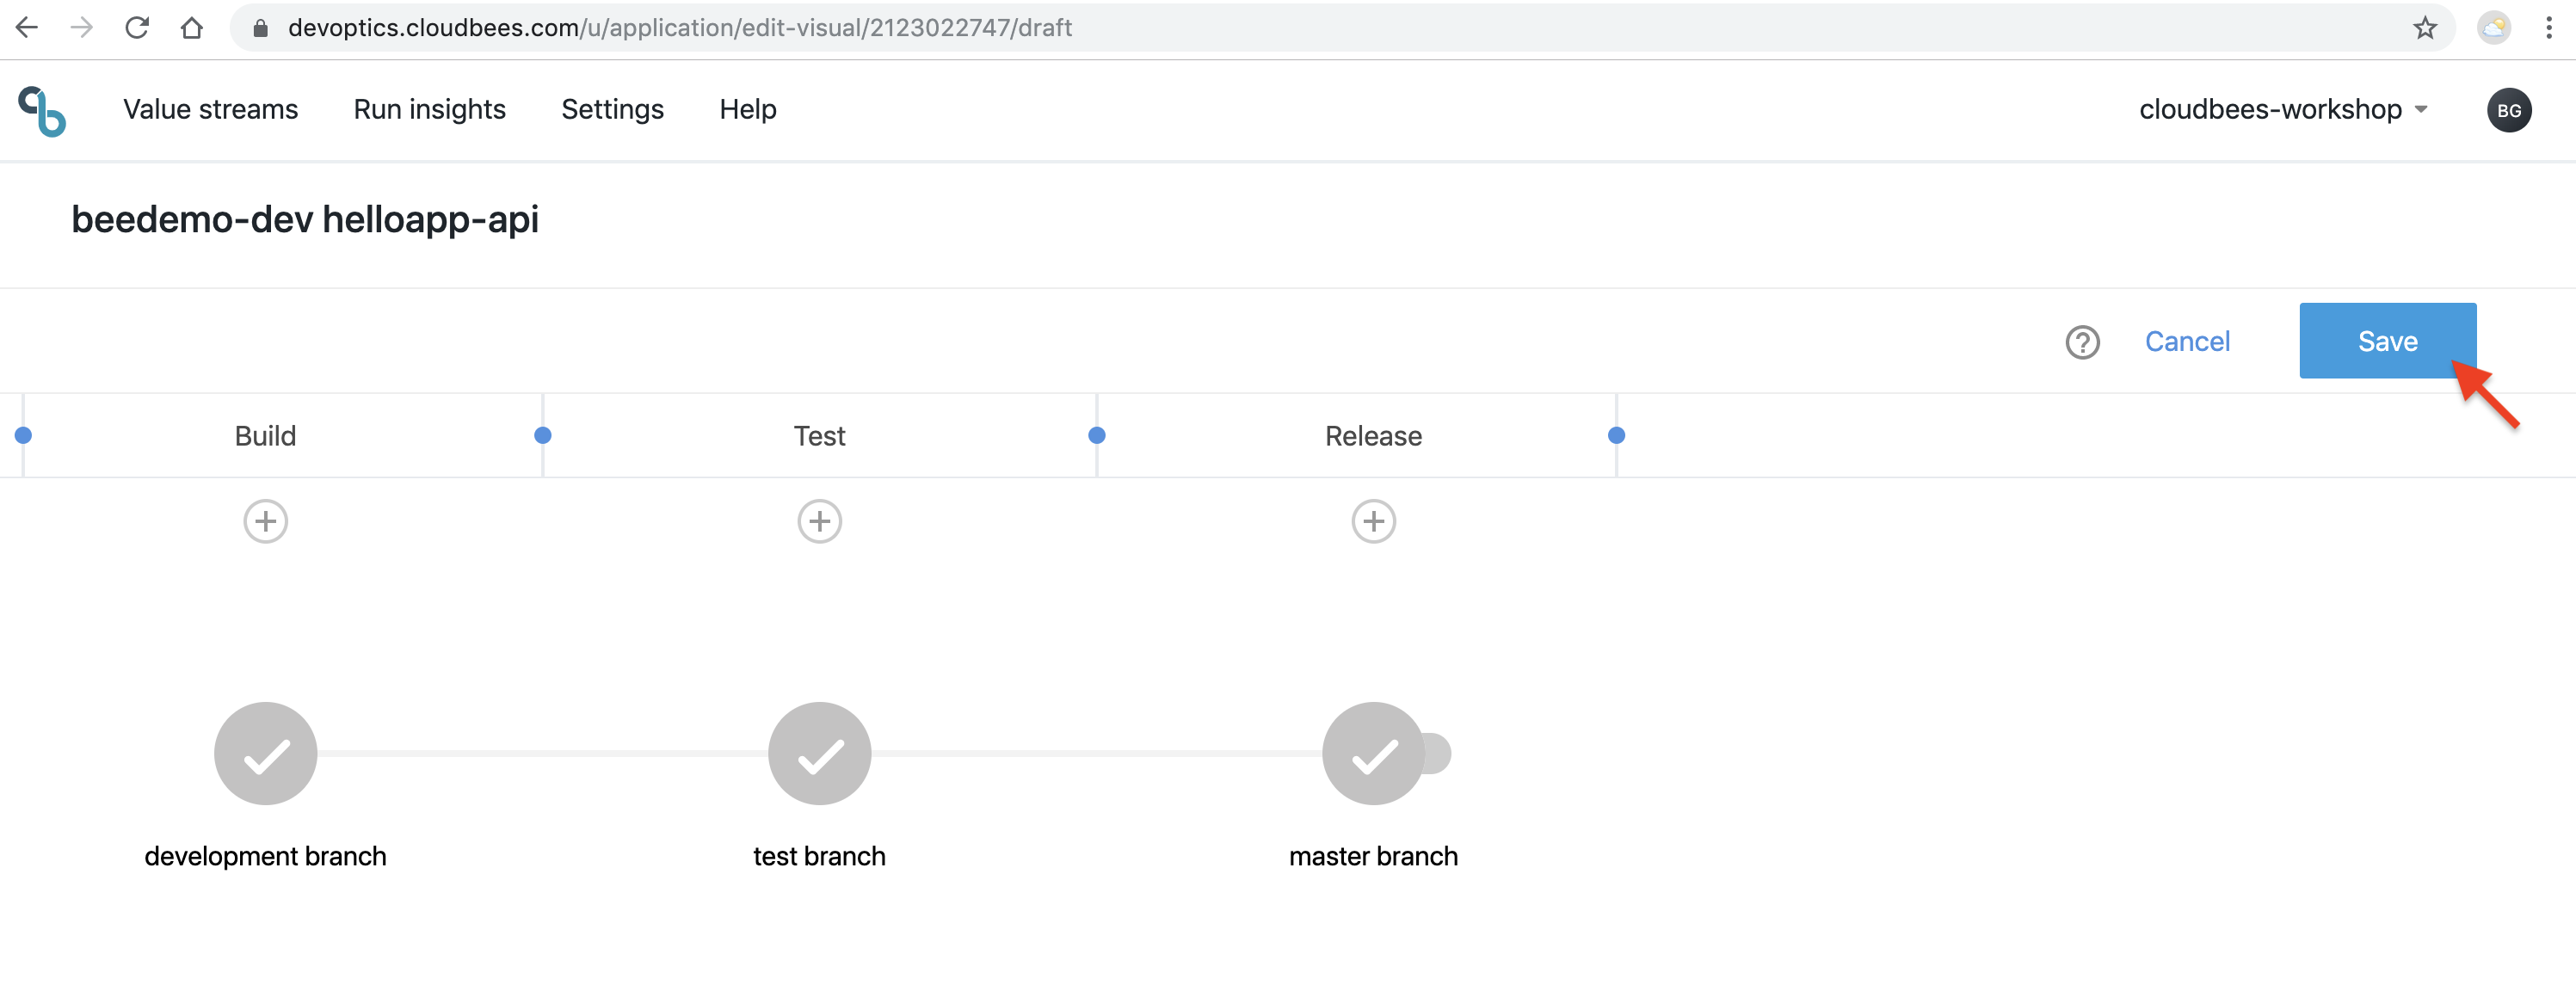 devoptics.cloudbees.com/u/application/edit-visual/2123022747/draft
Value streams Run insights Settings Help cloudbees-workshop BG
beedemo-dev helloapp-api
? Cancel Save
Build Test Release
development branch test branch master branch